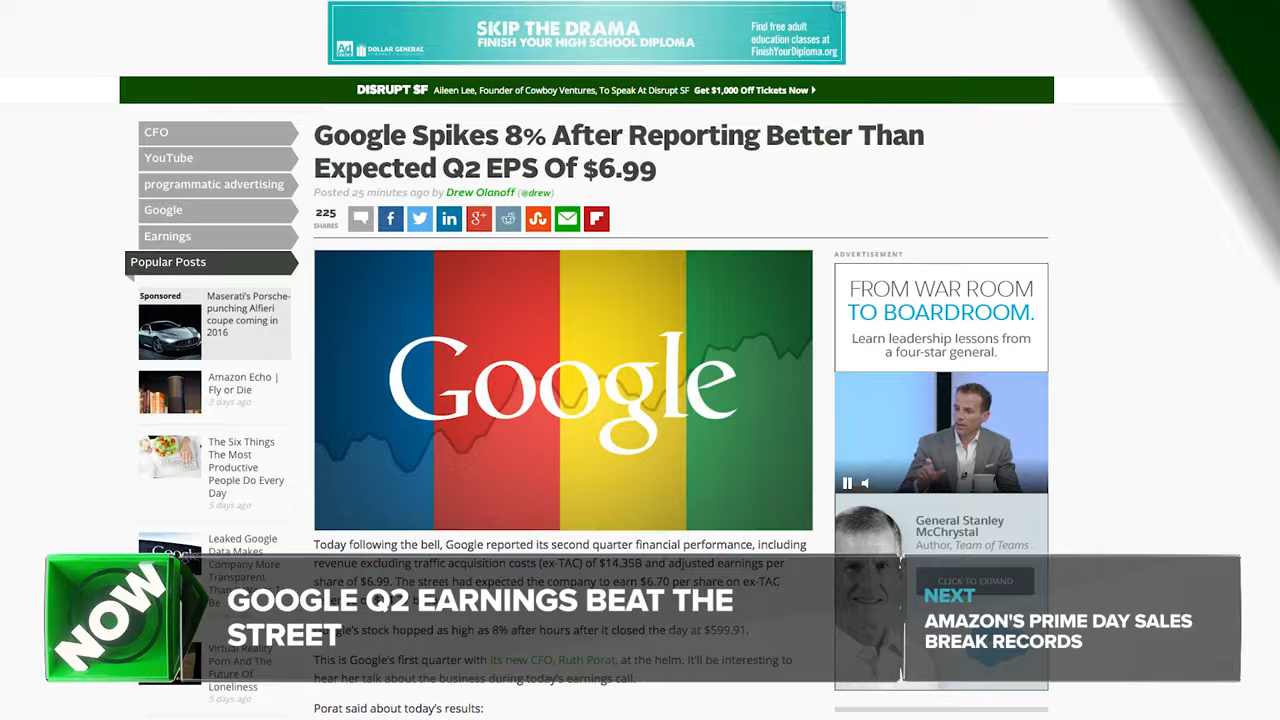 SKIP THE DRAMA
FINISH YOUR HIGH SCHOOL DIPLOMA
Ad
DOLLAR GENERAL
Find free adult
education classes at
FinishYourDiploma.org
DISRUPT SF Aileen Lee, Founder of Cowboy Ventures, To Speak At Disrupt SF Get $1,000 Off Tickets Now
CFO
YouTube
programmatic advertising
Google
Earnings
Popular Posts
Sponsored
Maserati's Porsche-
punching Alfieri
coupe coming in
2016
Amazon Echo |
Fly or Die
3 days ago
The Six Things
The Most
Productive
People Do Every
Day
5 days ago
Leaked Google
Data Makes
Company More
Transparent
Be
Virtual Reality
Porn And The
Future Of
Loneliness
5 days ago
Google Spikes 8% After Reporting Better Than
Expected Q2 EPS Of $6.99
Posted 25 minutes ago by Drew Olanoff (@drew)
225
SHARES
Google
Today following the bell, Google reported its second quarter financial performance, including
revenue excluding traffic acquisition costs (ex-TAC) of $14.35B and adjusted earnings per
share of $6.99. The street had expected the company to earn $6.70 per share on ex-TAC
stock hopped as high as 8% after hours after it closed the day at $599.91.
This is Google's first quarter with its new CFO, Ruth Porat, at the helm. It'll be interesting to
hear her talk about the business during today's earnings call.
Porat said about today's results:
ADVERTISEMENT
FROM WAR ROOM
TO BOARDROOM.
Learn leadership lessons from
a four-star general.
General Stanley
McChrystal
Author, Team of Teams
CLICK TO EXPAND
NOW
GOOGLE Q2 EARNINGS BEAT THE
STREET
NEXT
AMAZON'S PRIME DAY SALES
BREAK RECORDS